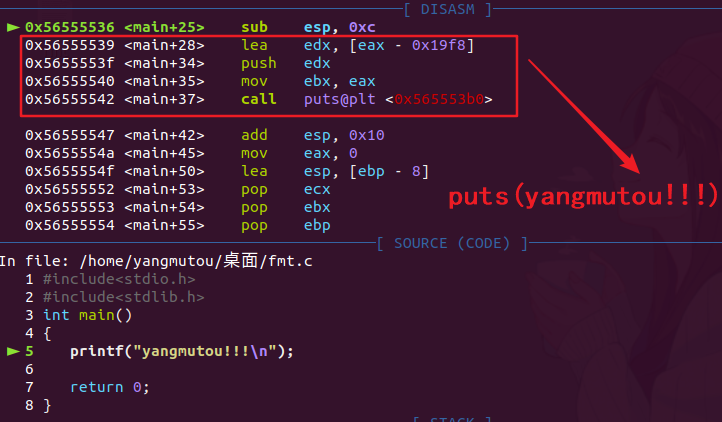 [ DISASM ]
► 0x56555536 <main+25> sub esp, 0xc
0x56555539 <main+28> lea edx, [eax - 0x19f8]
0x5655553f <main+34> push edx
0x56555540 <main+35> mov ebx, eax
0x56555542 <main+37> call puts@plt <0x565553b0>
0x56555547 <main+42> add esp, 0x10
0x5655554a <main+45> mov eax, 0
0x5655554f <main+50> lea esp, [ebp - 8]
0x56555552 <main+53> pop ecx
0x56555553 <main+54> pop ebx
0x56555554 <main+55> pop ebp
puts(yangmutou!!!)
[ SOURCE (CODE) ]
In file: /home/yangmutou/桌面/fmt.c
1 #include<stdio.h>
2 #include<stdlib.h>
3 int main()
4 {
► 5 printf("yangmutou!!!\n");
6
7 return 0;
8 }
[ STACK ]